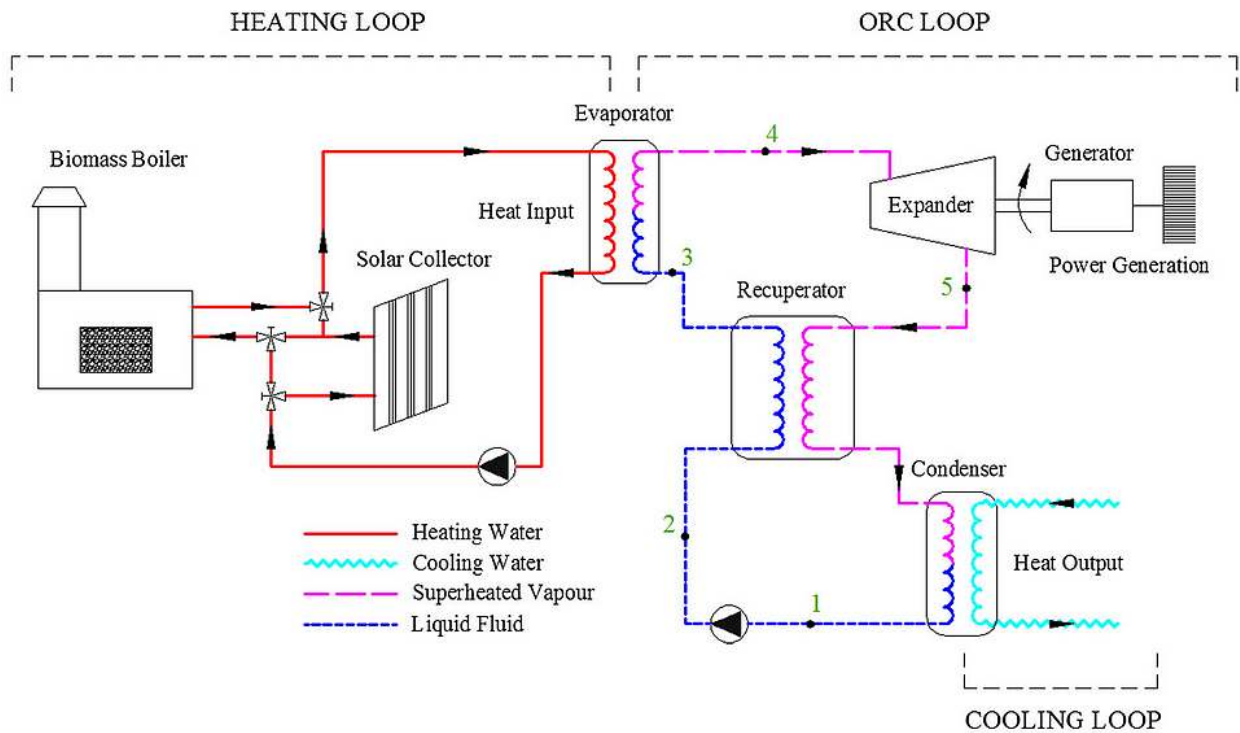 HEATING LOOP
ORC LOOP
Evaporator
4
Biomass Boiler
Generator
Heat Input
Expander
Solar Collector
3
Power Generation
Recuperator
5
Condenser
2
Heating Water
Cooling Water
Heat Output
Superheated Vapour
1
Liquid Fluid
COOLING LOOP